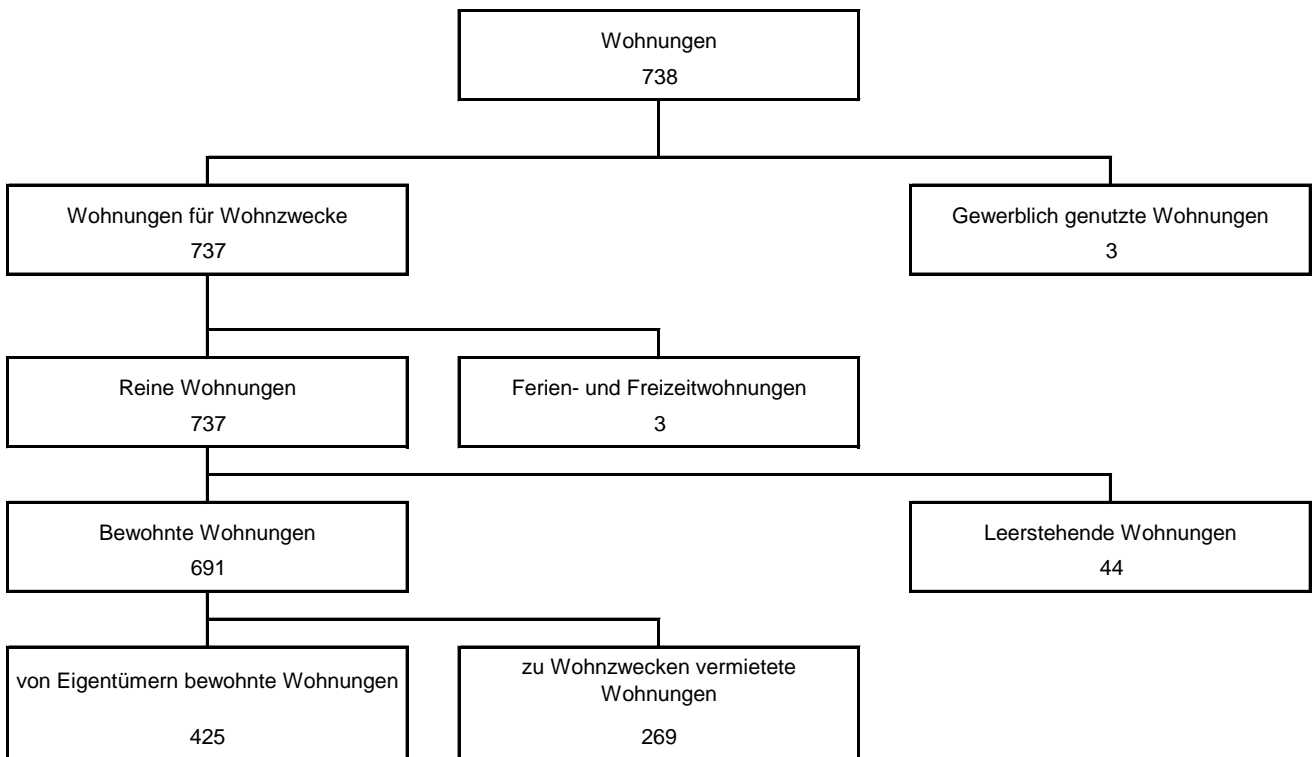 Wohnungen
738
Wohnungen für Wohnzwecke
737
Gewerblich genutzte Wohnungen
3
Reine Wohnungen
737
Ferien- und Freizeitwohnungen
3
Bewohnte Wohnungen
691
Leerstehende Wohnungen
44
von Eigentümern bewohnte Wohnungen
425
zu Wohnzwecken vermietete
Wohnungen
269